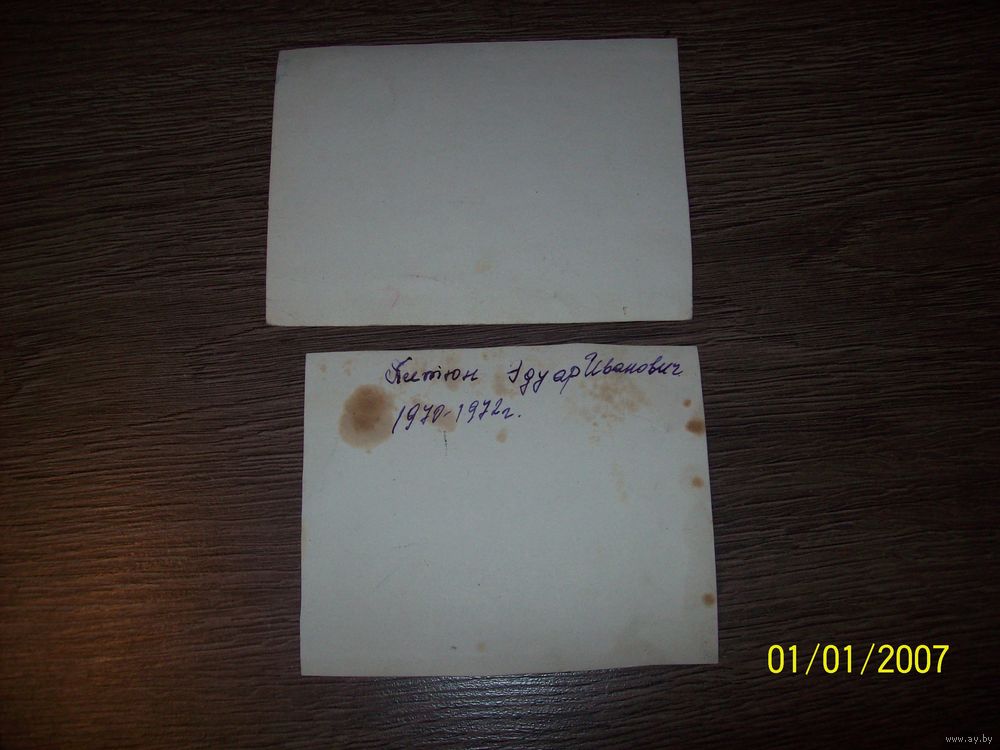 Эдуар Иванович
1970-1972г.
01/01/2007
www.ay.by